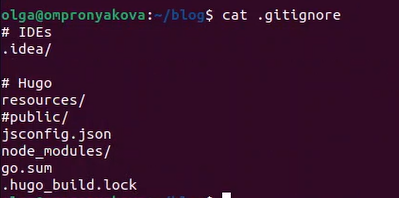 olga@ompronyakova:~/blog$ cat .gitignore
# IDEs
.idea/

# Hugo
resources/
#public/
jsconfig.json
node_modules/
go.sum
.hugo_build.lock